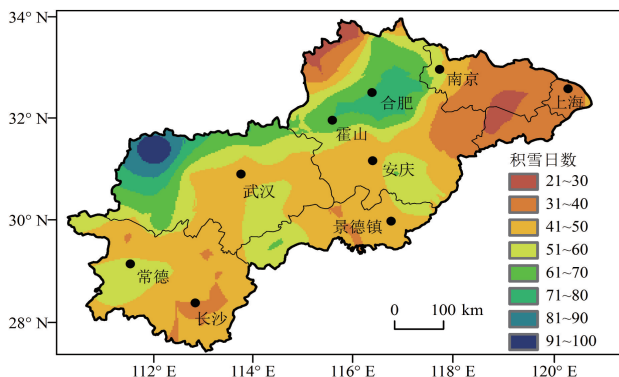 34° N
32° N
30° N
28° N
南京
合肥
上海
霍山
安庆
武汉
景德镇
常德
长沙
积雪日数
21~30
31~40
41~50
51~60
61~70
71~80
81~90
91~100
0 100 km
112° E 114° E 116° E 118° E 120° E